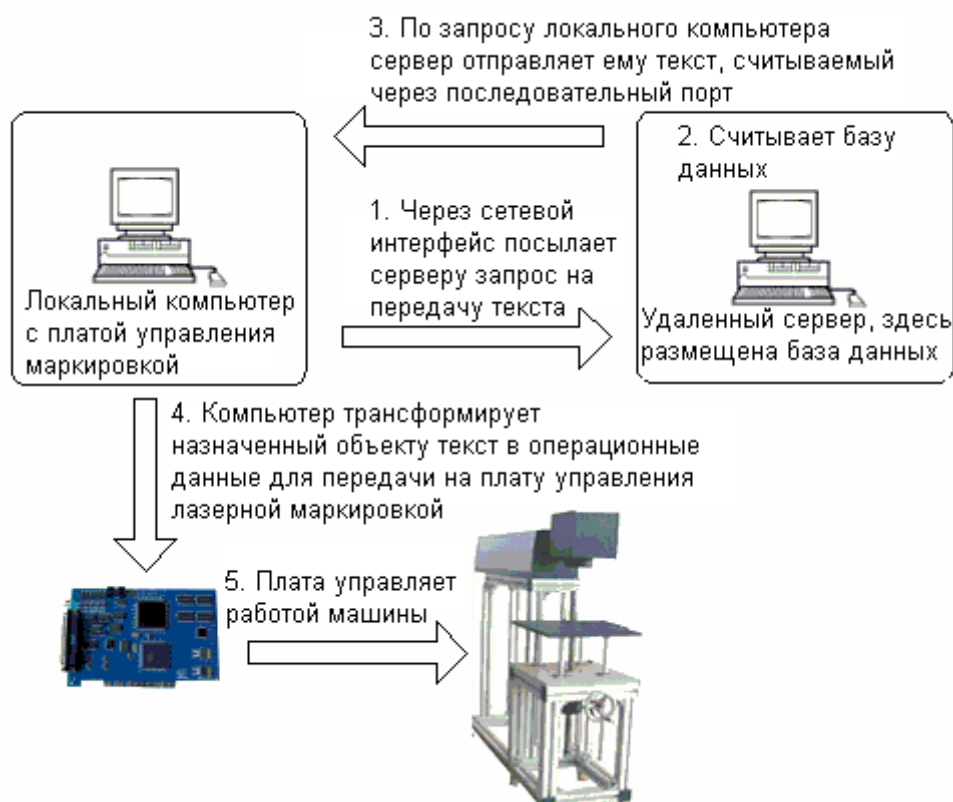 3. По запросу локального компьютера
сервер отправляет ему текст, считываемый
через последовательный порт
2. Считывает базу
данных
1. Через сетевой
интерфейс посылает
серверу запрос на
передачу текста
Локальный компьютер
с платой управления
маркировкой
Удаленный сервер, здесь
размещена база данных
4. Компьютер трансформирует
назначенный объекту текст в операционные
данные для передачи на плату управления
лазерной маркировкой
5. Плата управляет
работой машины